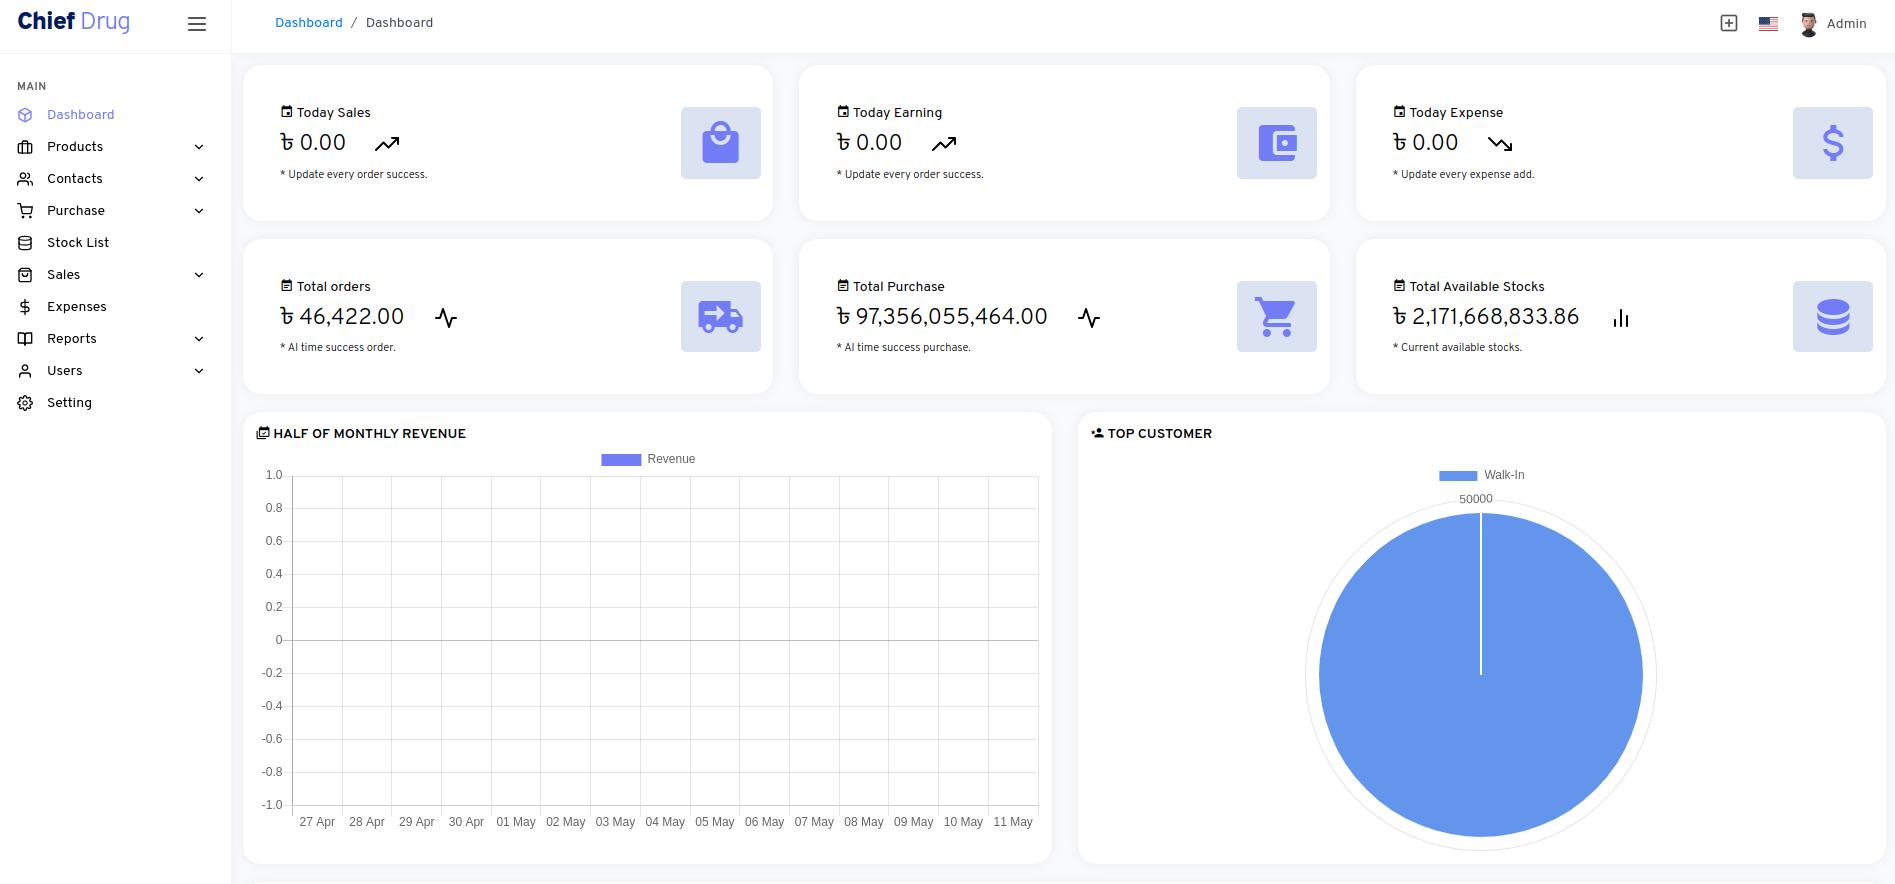 Chief Drug
Dashboard / Dashboard
Admin
MAIN
Dashboard
Products
Contacts
Purchase
Stock List
Sales
Expenses
Reports
Users
Setting
Today Sales
৳ 0.00
* Update every order success.
Today Earning
৳ 0.00
* Update every order success.
Today Expense
৳ 0.00
* Update every expense add.
Total orders
৳ 46,422.00
* Al time success order.
Total Purchase
৳ 97,356,055,464.00
* Al time success purchase.
Total Available Stocks
৳ 2,171,668,833.86
* Current available stocks.
HALF OF MONTHLY REVENUE
Revenue
1.0
0.8
0.6
0.4
0.2
0
-0.2
-0.4
-0.6
-0.8
-1.0
27 Apr 28 Apr 29 Apr 30 Apr 01 May 02 May 03 May 04 May 05 May 06 May 07 May 08 May 09 May 10 May 11 May
TOP CUSTOMER
Walk-In
50000